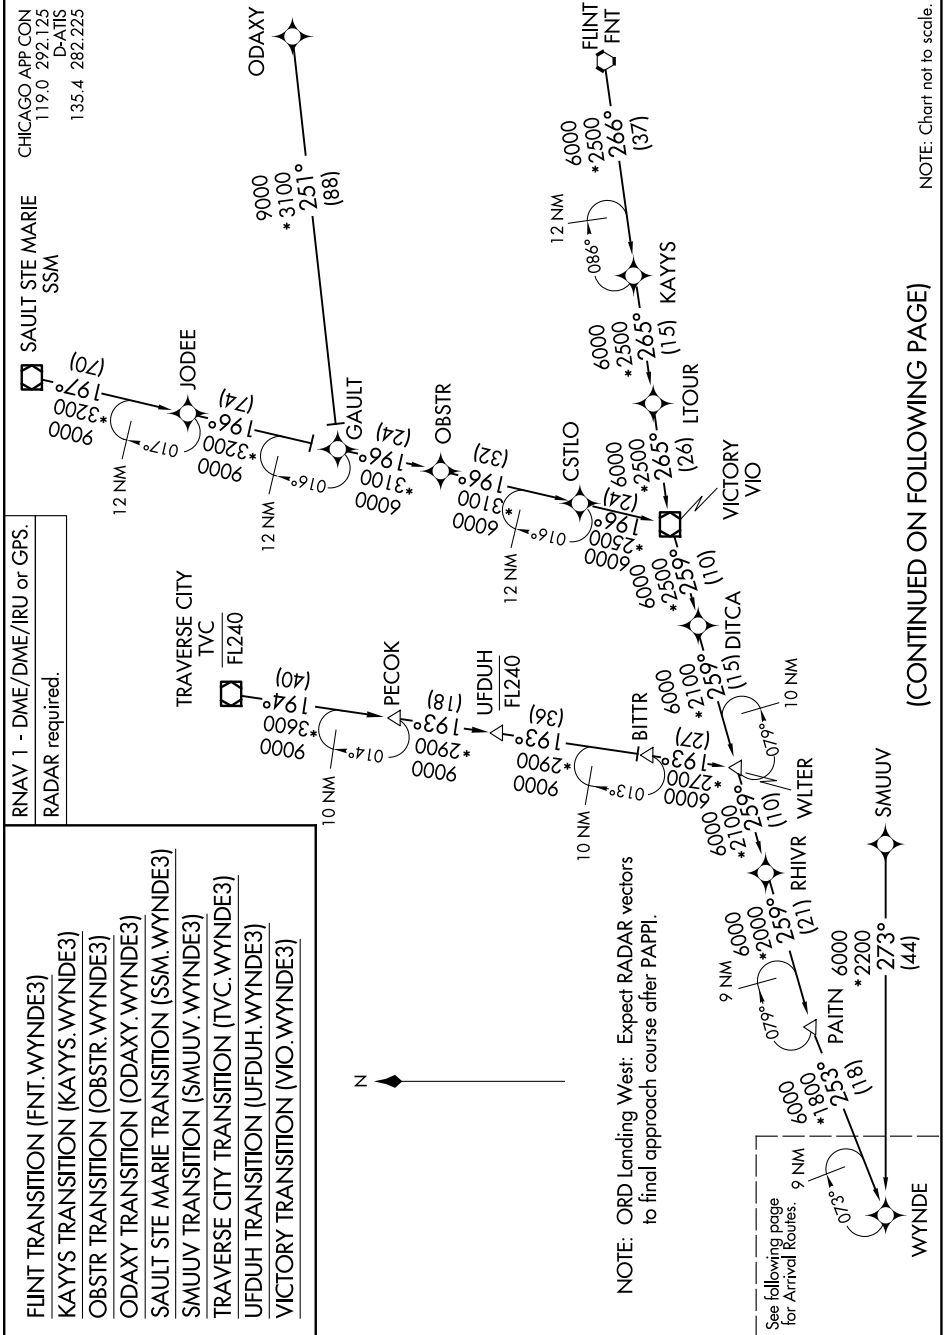 FLINT TRANSITION (FNT.WYNDE3)
KAYYS TRANSITION (KAYYS.WYNDE3)
OBSTR TRANSITION (OBSTR.WYNDE3)
ODAXY TRANSITION (ODAXY.WYNDE3)
SAULT STE MARIE TRANSITION (SSM.WYNDE3)
SMUUV TRANSITION (SMUUV.WYNDE3)
TRAVERSE CITY TRANSITION (TVC.WYNDE3)
UFDUH TRANSITION (UFDUH.WYNDE3)
VICTORY TRANSITION (VIO.WYNDE3)
RNAV 1 - DME/DME/IRU or GPS.
RADAR required.
CHICAGO APP CON
119.0 292.125
D-ATIS
135.4 282.225
SAULT STE MARIE
SSM
9000
*3200
197°
(70)
12 NM
017°
JODEE
9000
*3200
196°
(74)
12 NM
016°
GAULT
ODAXY
9000
*3100
251°
(88)
6000
*3100
196°
(24)
OBSTR
6000
*3100
196°
(32)
12 NM
016°
CSTLO
6000
*2500
196°
(24)
FLINT
FNT
6000
*2500
266°
(37)
12 NM
086°
KAYYS
6000
*2500
265°
(15)
LTOUR
6000
*2500
265°
(26)
VICTORY
VIO
6000
*2500
259°
(10)
DITCA
6000
*2100
259°
(15)
10 NM
079°
WLTER
TRAVERSE CITY
TVC
FL240
9000
*3600
194°
(40)
10 NM
014°
PECOK
9000
*2900
193°
(18)
UFDUH
FL240
9000
*2900
193°
(36)
10 NM
013°
BITTR
6000
*2700
193°
(27)
6000
*2100
259°
(10)
RHIVR
6000
*2000
259°
(21)
9 NM
079°
PAITN
6000
*1800
253°
(18)
SMUUV
6000
*2200
273°
(44)
9 NM
073°
WYNDE
N
NOTE: ORD Landing West: Expect RADAR vectors
to final approach course after PAPPI.
See following page
for Arrival Routes.
(CONTINUED ON FOLLOWING PAGE)
NOTE: Chart not to scale.